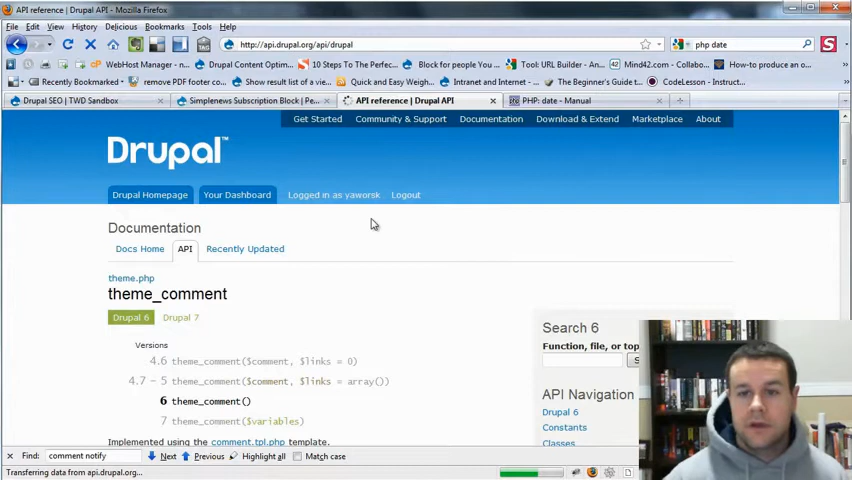 API reference | Drupal API - Mozilla Firefox
File Edit View History Delicious Bookmarks Tools Help
http://api.drupal.org/api/drupal
php date
WebHost Manager - ...
Drupal Content Optim...
10 Steps To The Perfec...
Block for people You ...
Tool: URL Builder - An...
Mind42.com - Collabo...
How-to produce an o...
Recently Bookmarked
remove PDF footer co...
Show result list of a vie...
Quick and Easy Weigh...
Intranet and Internet - ...
The Beginner's Guide t...
CodeLesson - Instruct...
Drupal SEO | TWD Sandbox
Simplenews Subscription Block | Pe...
API reference | Drupal API
PHP: date - Manual
Get Started Community & Support Documentation Download & Extend Marketplace About
Drupal™
Drupal Homepage Your Dashboard Logged in as yaworsk Logout
Documentation
Docs Home API Recently Updated
theme.php
theme_comment
Drupal 6 Drupal 7
Search 6
Versions
Function, file, or top
4.6 theme_comment($comment, $links = 0)
4.7 – 5 theme_comment($comment, $links = array())
API Navigation
6 theme_comment()
Drupal 6
7 theme_comment($variables)
Constants
Implemented using the comment.tpl.php template.
Classes
Find: comment notify Next Previous Highlight all Match case
Transferring data from api.drupal.org...